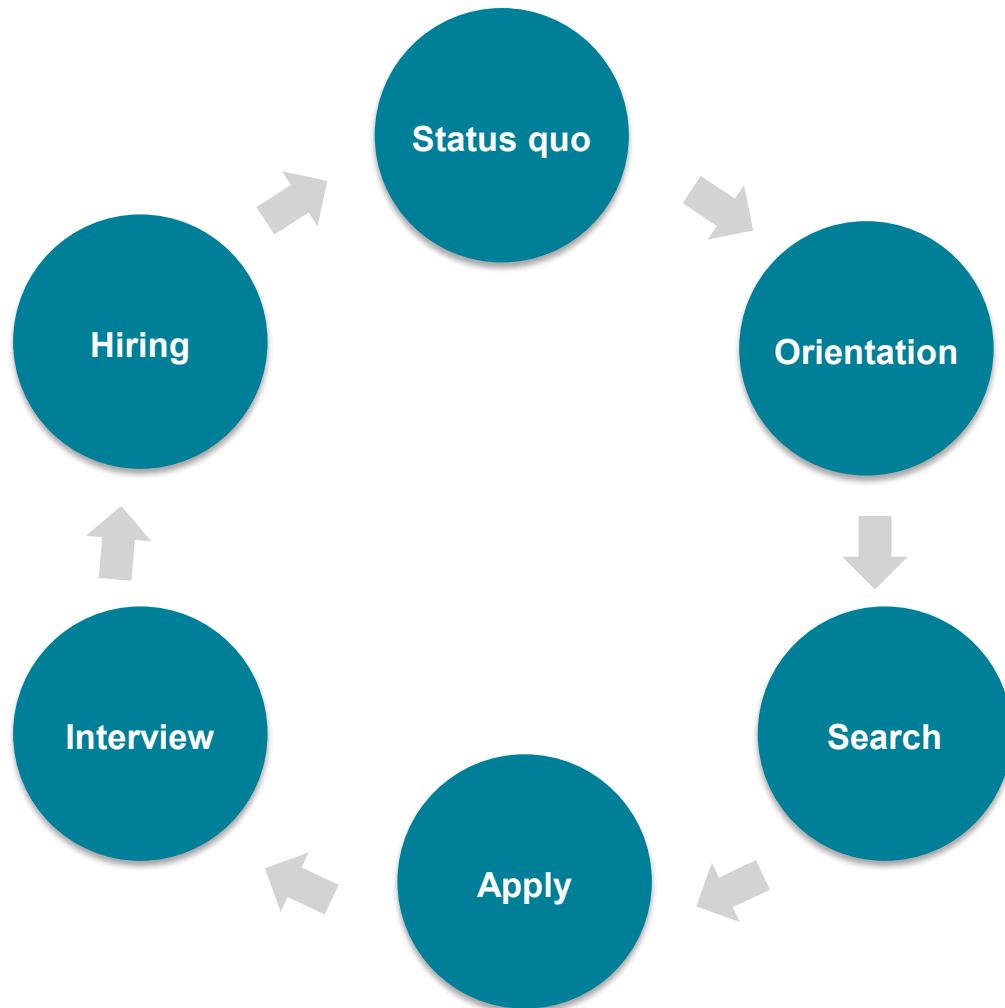 Status quo
Orientation
Search
Apply
Interview
Hiring